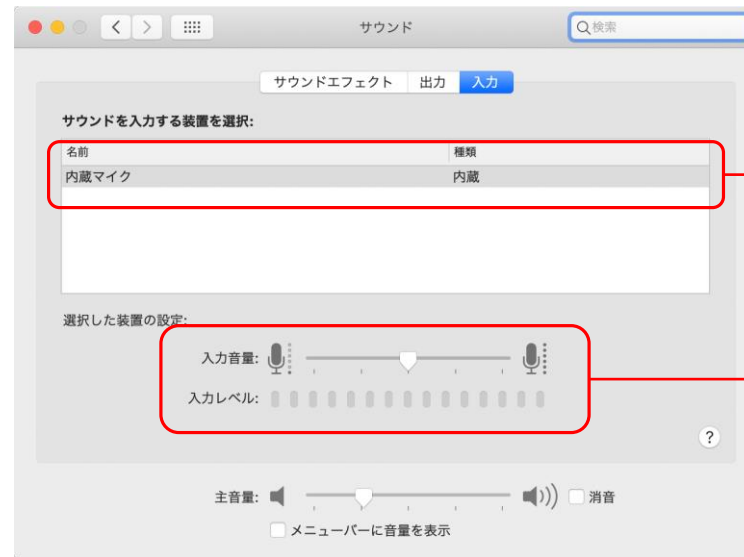 サウンド
検索
サウンドエフェクト 出力 入力
サウンドを入力する装置を選択:
名前 種類
内蔵マイク 内蔵
選択した装置の設定:
入力音量:
入力レベル:
?
主音量: 消音
メニューバーに音量を表示